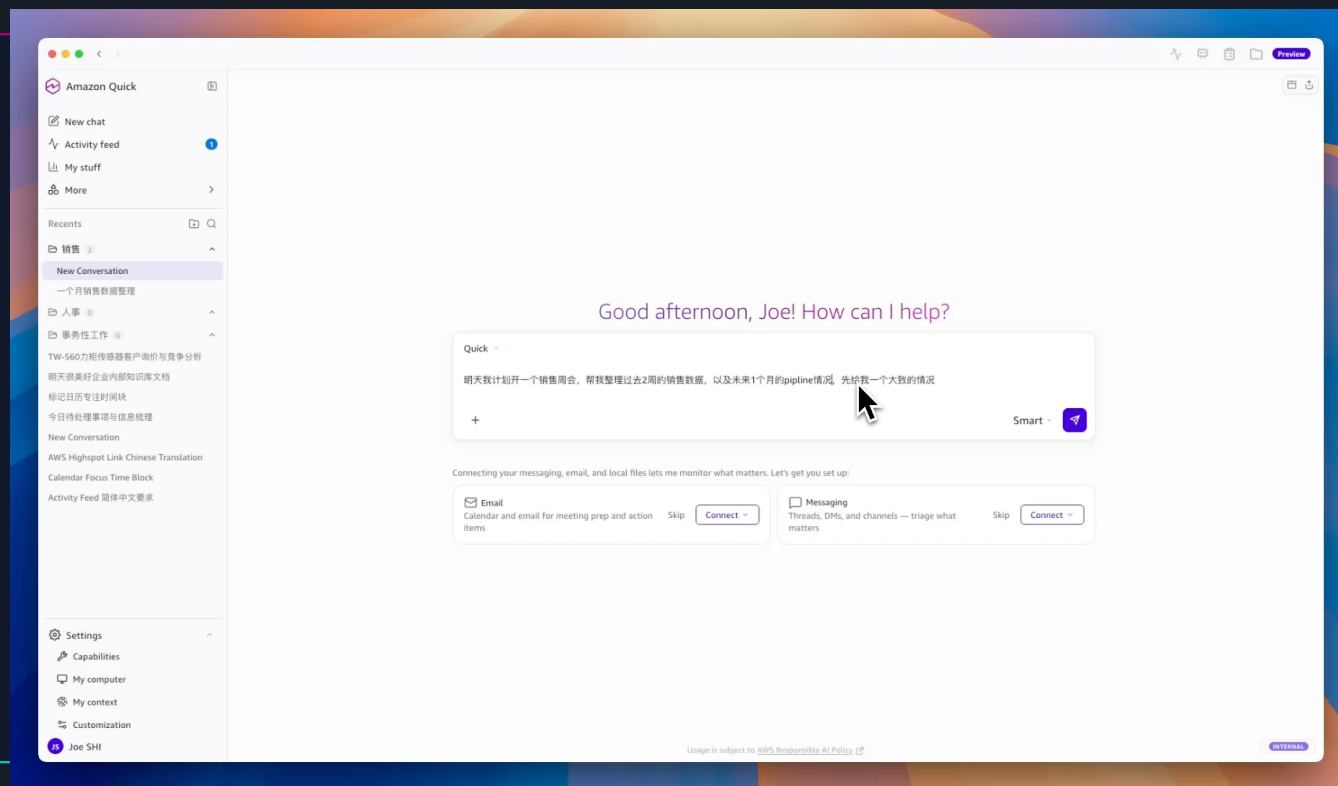 Preview
Amazon Quick
New chat
Activity feed 1
My stuff
More
Recents
销售 2
New Conversation
一个月销售数据整理
人事 0
事务性工作 0
TW-S60力矩传感器客户询价与竞争分析
明天很美好企业内部知识库文档
标记日历专注时间块
今日待处理事项与信息梳理
New Conversation
AWS Highspot Link Chinese Translation
Calendar Focus Time Block
Activity Feed 简体中文要求
Settings
Capabilities
My computer
My context
Customization
JS Joe SHI
Good afternoon, Joe! How can I help?
Quick
明天我计划开一个销售周会，帮我整理过去2周的销售数据，以及未来1个月的pipline情况，先给我一个大致的情况
Smart
Connecting your messaging, email, and local files lets me monitor what matters. Let's get you set up:
Email
Calendar and email for meeting prep and action
items
Skip
Connect
Messaging
Threads, DMs, and channels — triage what
matters
Skip
Connect
Usage is subject to AWS Responsible AI Policy
INTERNAL